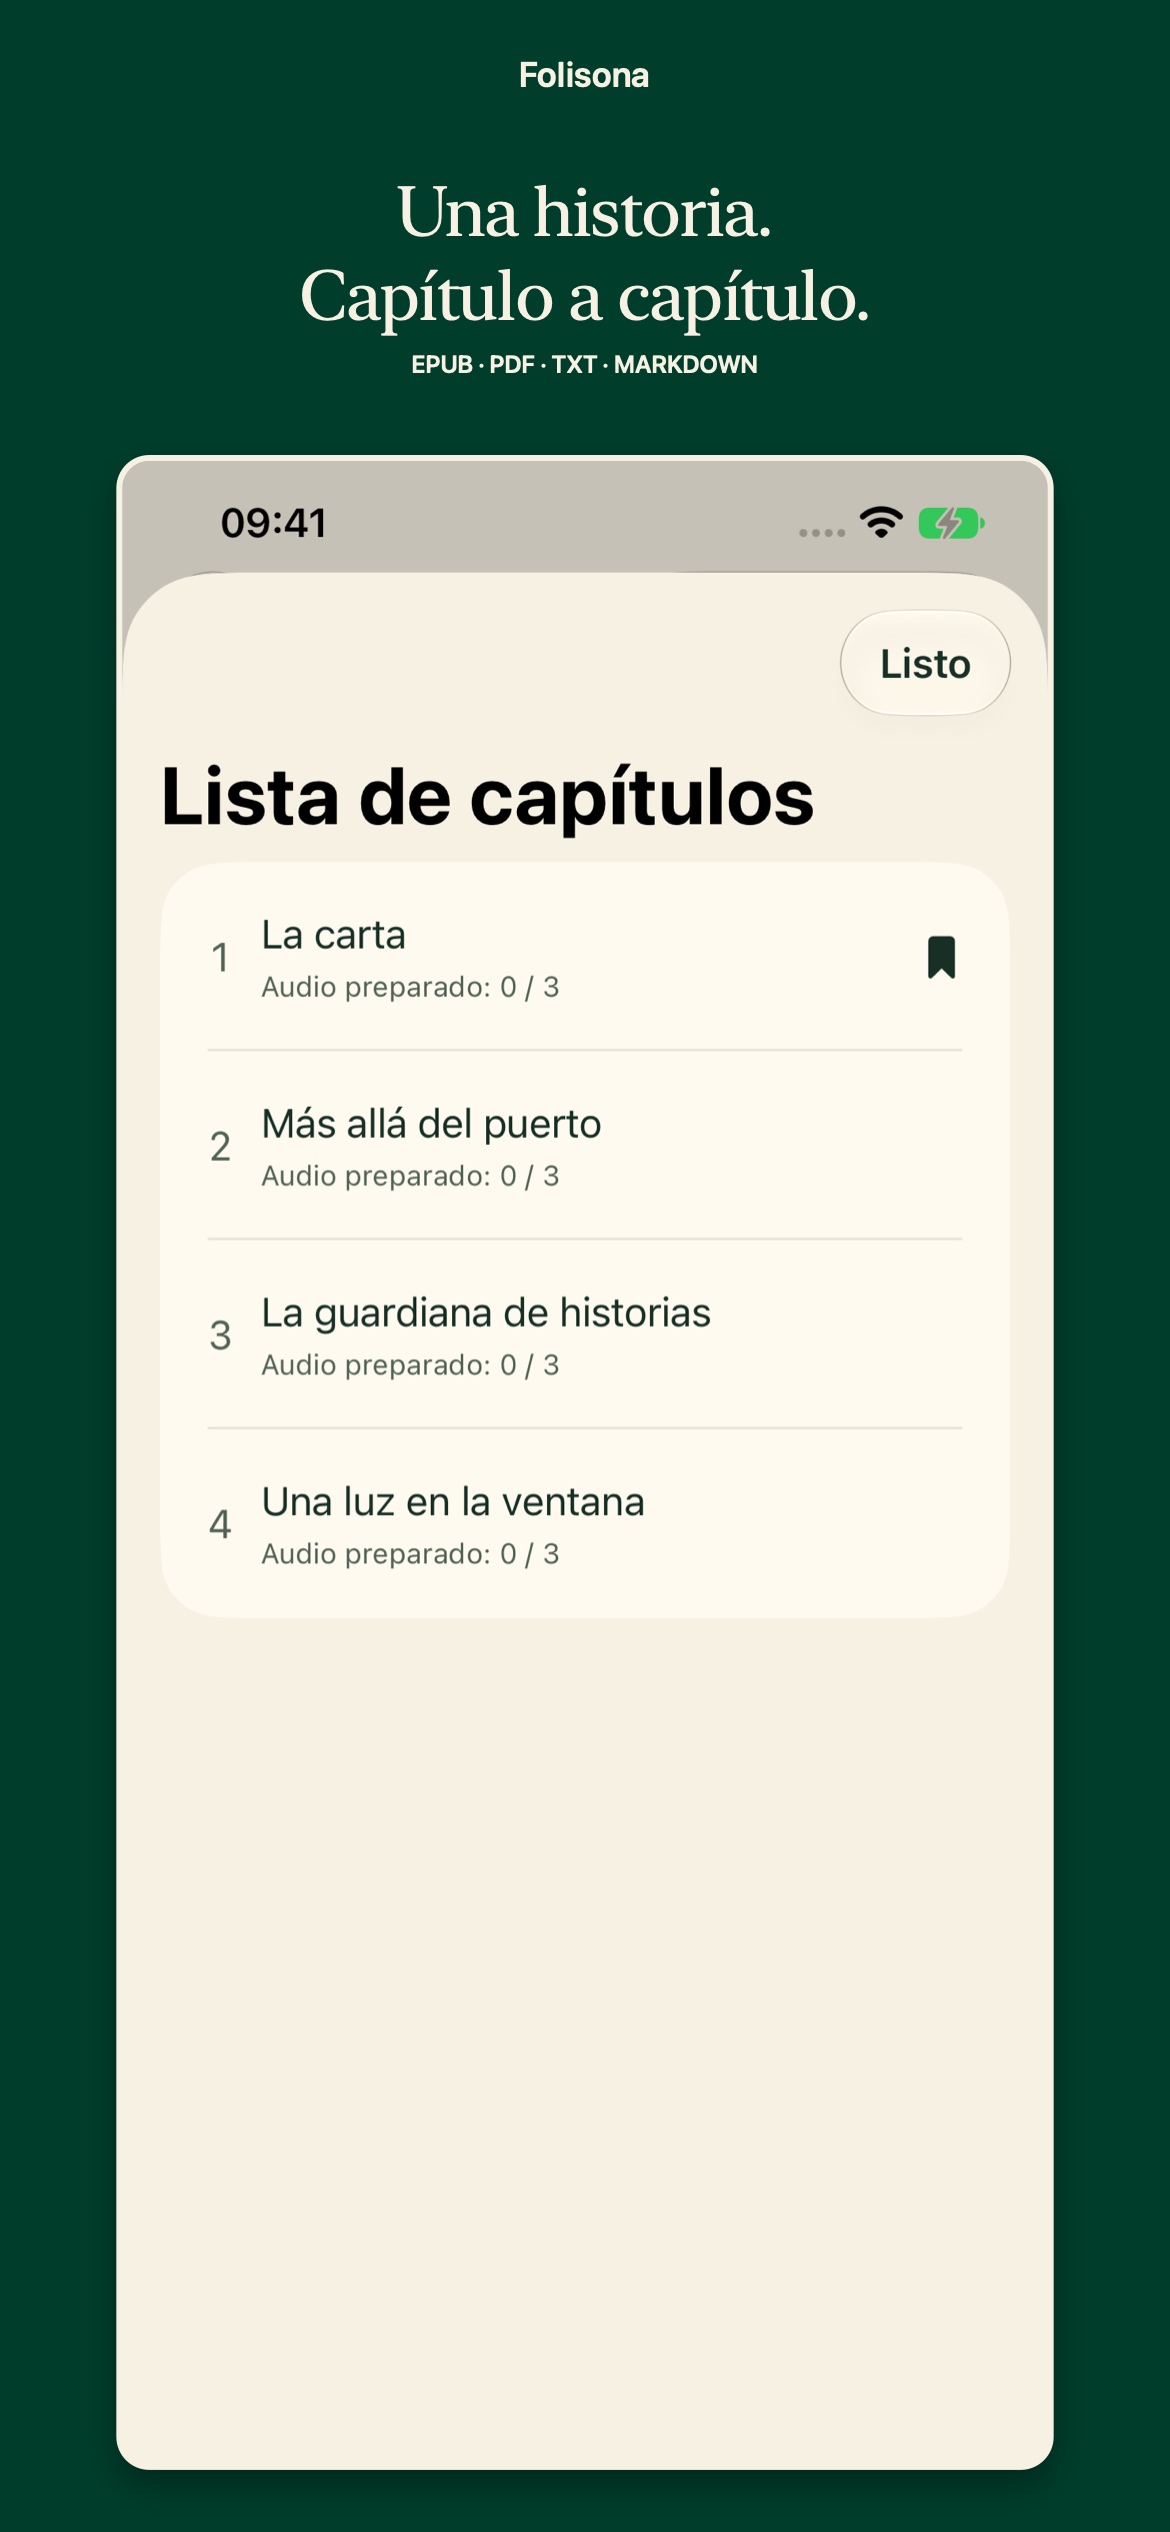 Folisona
Una historia.
Capítulo a capítulo.
EPUB · PDF · TXT · MARKDOWN
09:41
Listo
Lista de capítulos
1
La carta
Audio preparado: 0 / 3
2
Más allá del puerto
Audio preparado: 0 / 3
3
La guardiana de historias
Audio preparado: 0 / 3
4
Una luz en la ventana
Audio preparado: 0 / 3